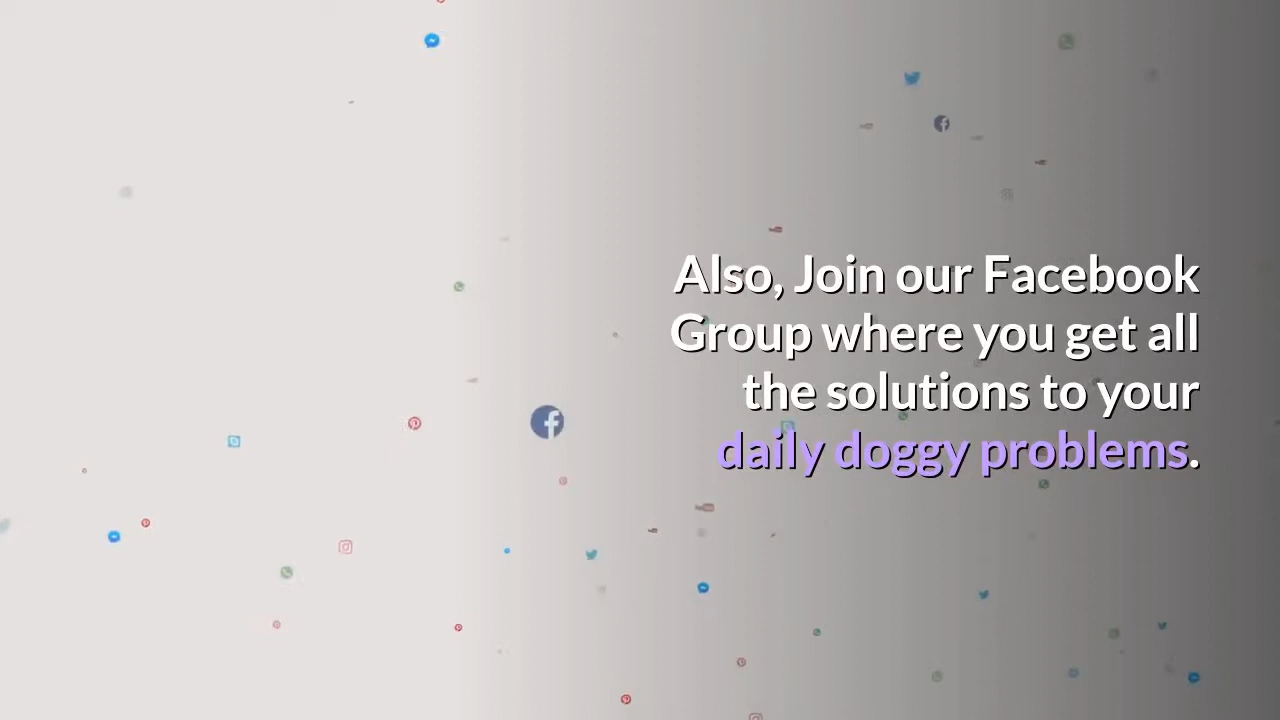 Also, Join our Facebook
Group where you get all
the solutions to your
daily doggy problems.